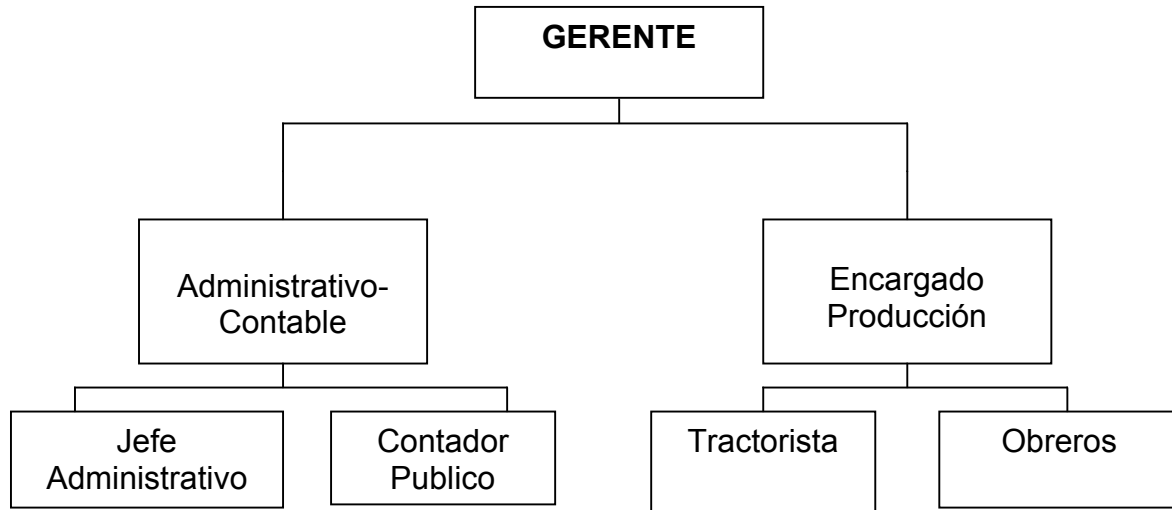 GERENTE
Administrativo-
Contable
Encargado
Producción
Jefe
Administrativo
Contador
Publico
Tractorista
Obreros